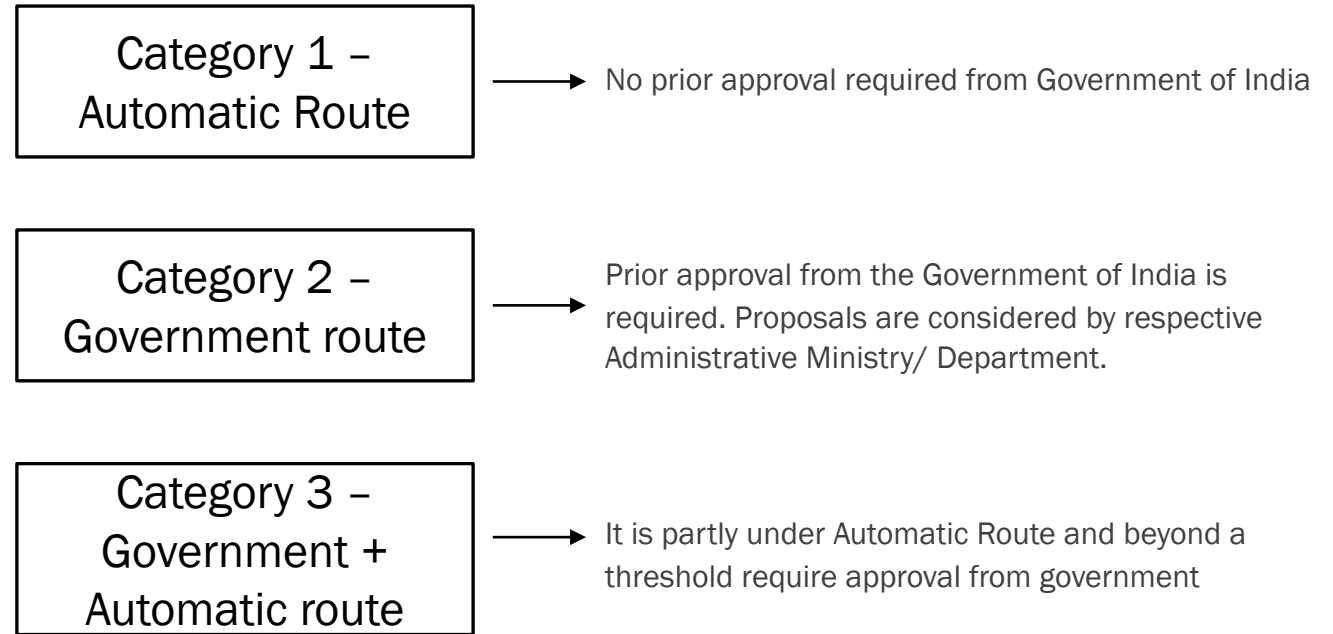 Category 1 –
Automatic Route
No prior approval required from Government of India
Category 2 –
Government route
Prior approval from the Government of India is
required. Proposals are considered by respective
Administrative Ministry/ Department.
Category 3 –
Government +
Automatic route
It is partly under Automatic Route and beyond a
threshold require approval from government